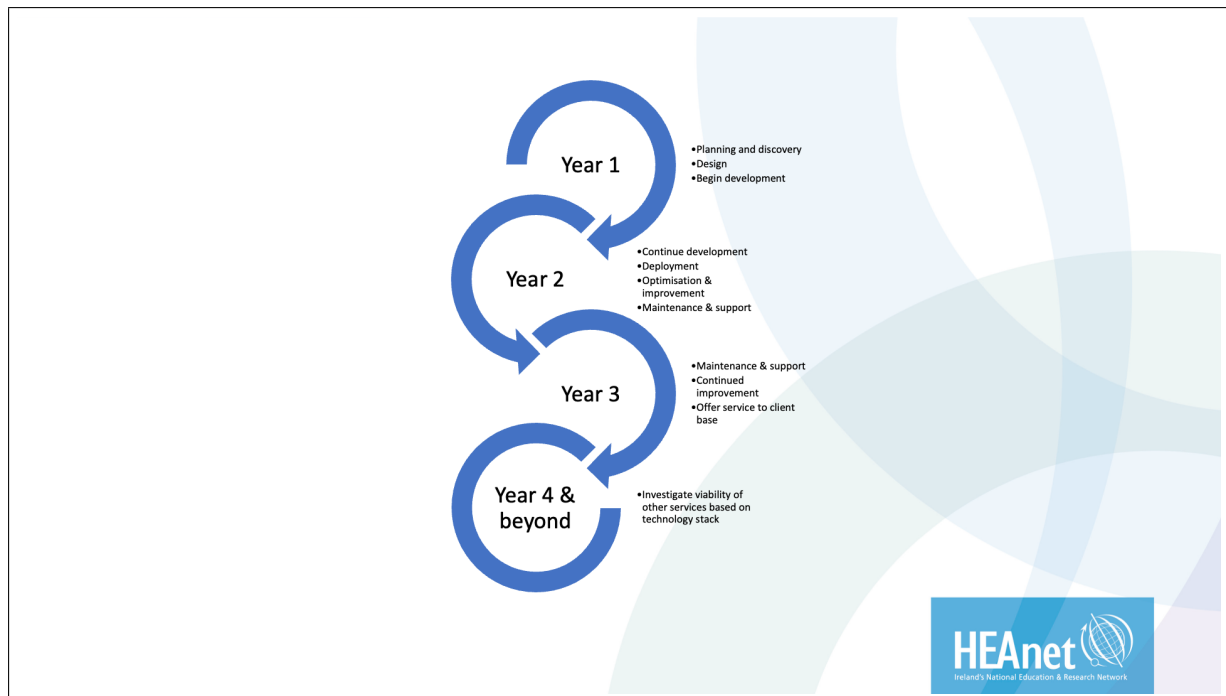 Year 1
•Planning and discovery
•Design
•Begin development
Year 2
•Continue development
•Deployment
•Optimisation &
improvement
•Maintenance & support
Year 3
•Maintenance & support
•Continued
improvement
•Offer service to client
base
Year 4 &
beyond
•Investigate viability of
other services based on
technology stack
HEAnet
Ireland's National Education & Research Network